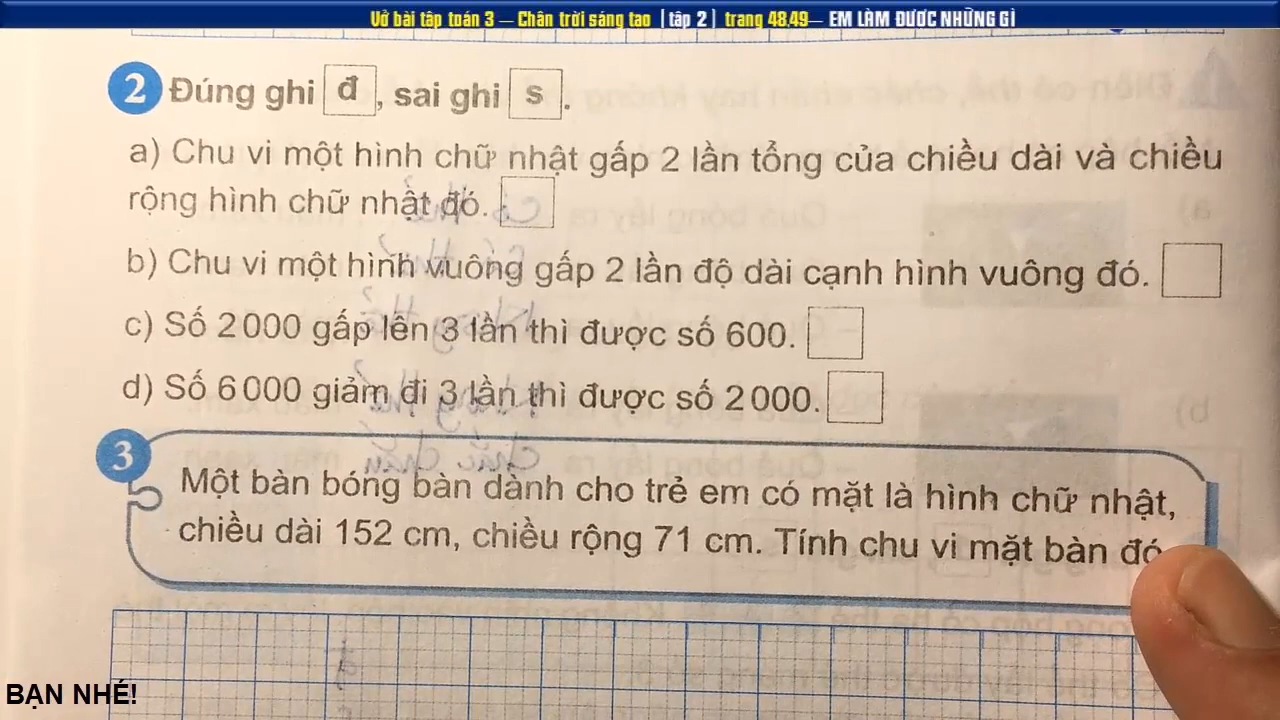 Vở bài tập toán 3 – Chân trời sáng tạo [tập 2] trang 48,49– EM LÀM ĐƯỢC NHỮNG GÌ
2 Đúng ghi đ, sai ghi s.
a) Chu vi một hình chữ nhật gấp 2 lần tổng của chiều dài và chiều
rộng hình chữ nhật đó.
b) Chu vi một hình vuông gấp 2 lần độ dài cạnh hình vuông đó.
c) Số 2000 gấp lên 3 lần thì được số 600.
d) Số 6000 giảm đi 3 lần thì được số 2000.
3
Một bàn bóng bàn dành cho trẻ em có mặt là hình chữ nhật,
chiều dài 152 cm, chiều rộng 71 cm. Tính chu vi mặt bàn đó
BẠN NHÉ!